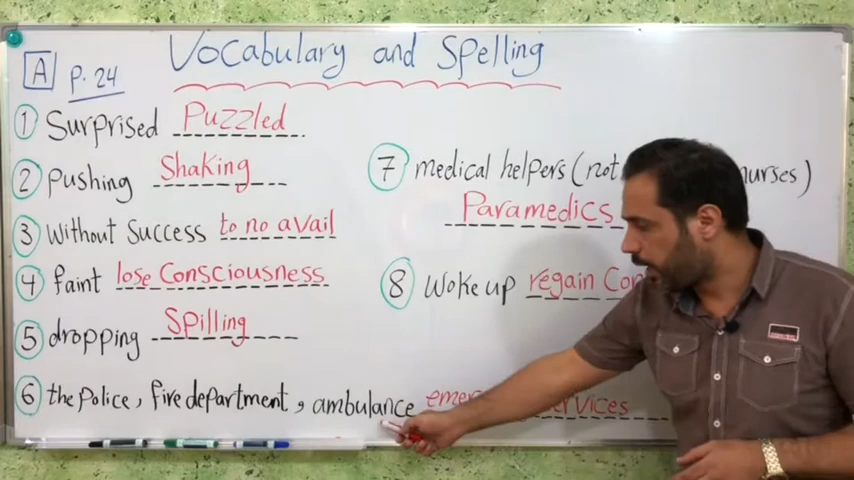 Vocabulary and Spelling
A P. 24
1 Surprised Puzzled
2 pushing Shaking
3 Without Success to no avail
4 faint lose Consciousness
5 dropping Spilling
6 the police, fire department, ambulance
7 medical helpers (not nurses)
Paramedics
8 Woke up regain